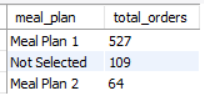 meal_plan total_orders
Meal Plan 1 527
Not Selected 109
Meal Plan 2 64